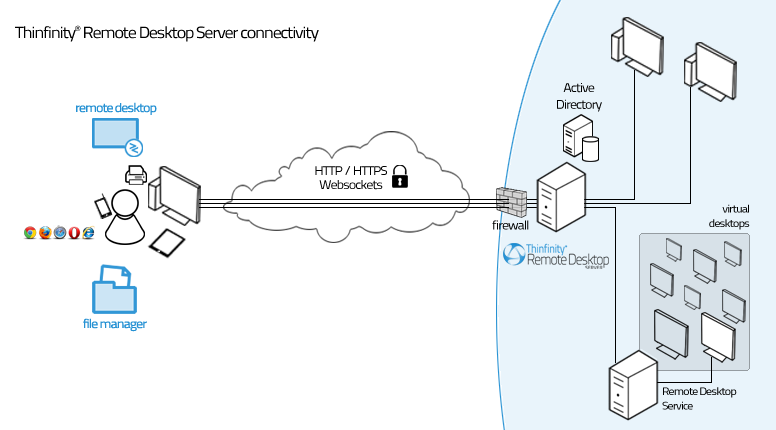 Thinfinity® Remote Desktop Server connectivity
remote desktop
HTTP / HTTPS
Websockets
file manager
Active
Directory
firewall
Thinfinity®
Remote Desktop
SERVER®
virtual
desktops
Remote Desktop
Service